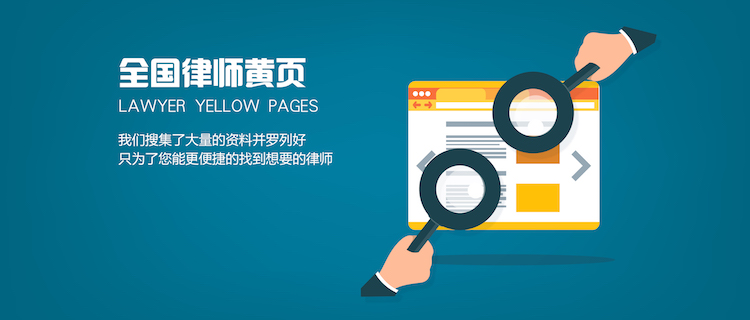 全国律师黄页
LAWYER YELLOW PAGES
我们搜集了大量的资料并罗列好
只为了您能更便捷的找到想要的律师